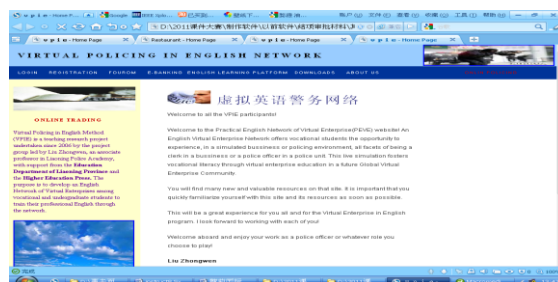 Home Page
Restaurant - Home Page
Home Page
VIRTUAL POLICING IN ENGLISH NETWORK
LOGIN REGISTRATION FOUROM E-BANKING ENGLISH LEARNING PLATFORM DOWNLOADS ABOUT US
虚拟英语警务网络
ONLINE TRADING
Virtual Policing in English Method
(VPIE) is a teaching research project
undertaken since 2006 by the project
group led by Liu Zhongwen, an associate
professor in Liaoning Police Academy,
with support from the Education
Department of Liaoning Province and
the Higher Education Press. The
purpose is to develop an English
Network of Virtual Enterprises among
vocational and undergraduate students to
train their professional English through
the network.
Welcome to all the VPIE participants!
Welcome to the Practical English Network of Virtual Enterprise(PEVE) website! An
English Virtual Enterprise Network offers vocational students the opportunity to
experience, in a simulated bussiness or policing environment, all facets of being a
clerk in a bussiness or a police officer in a police unit. This live simulation fosters
vocational literacy through virtual enterprise education in a future Global Virtual
Enterprise Community.
You will find many new and valuable resources on that site. It is important that you
quickly familiarize yourself with this site and its resources as soon as possible.
This will be a great experience for you all and for the Virtual Enterprise in English
program. I look forward to working with each of you!
Welcome aboard and enjoy your work as a police officer or whatever role you
choose to play!
Liu Zhongwen
完成